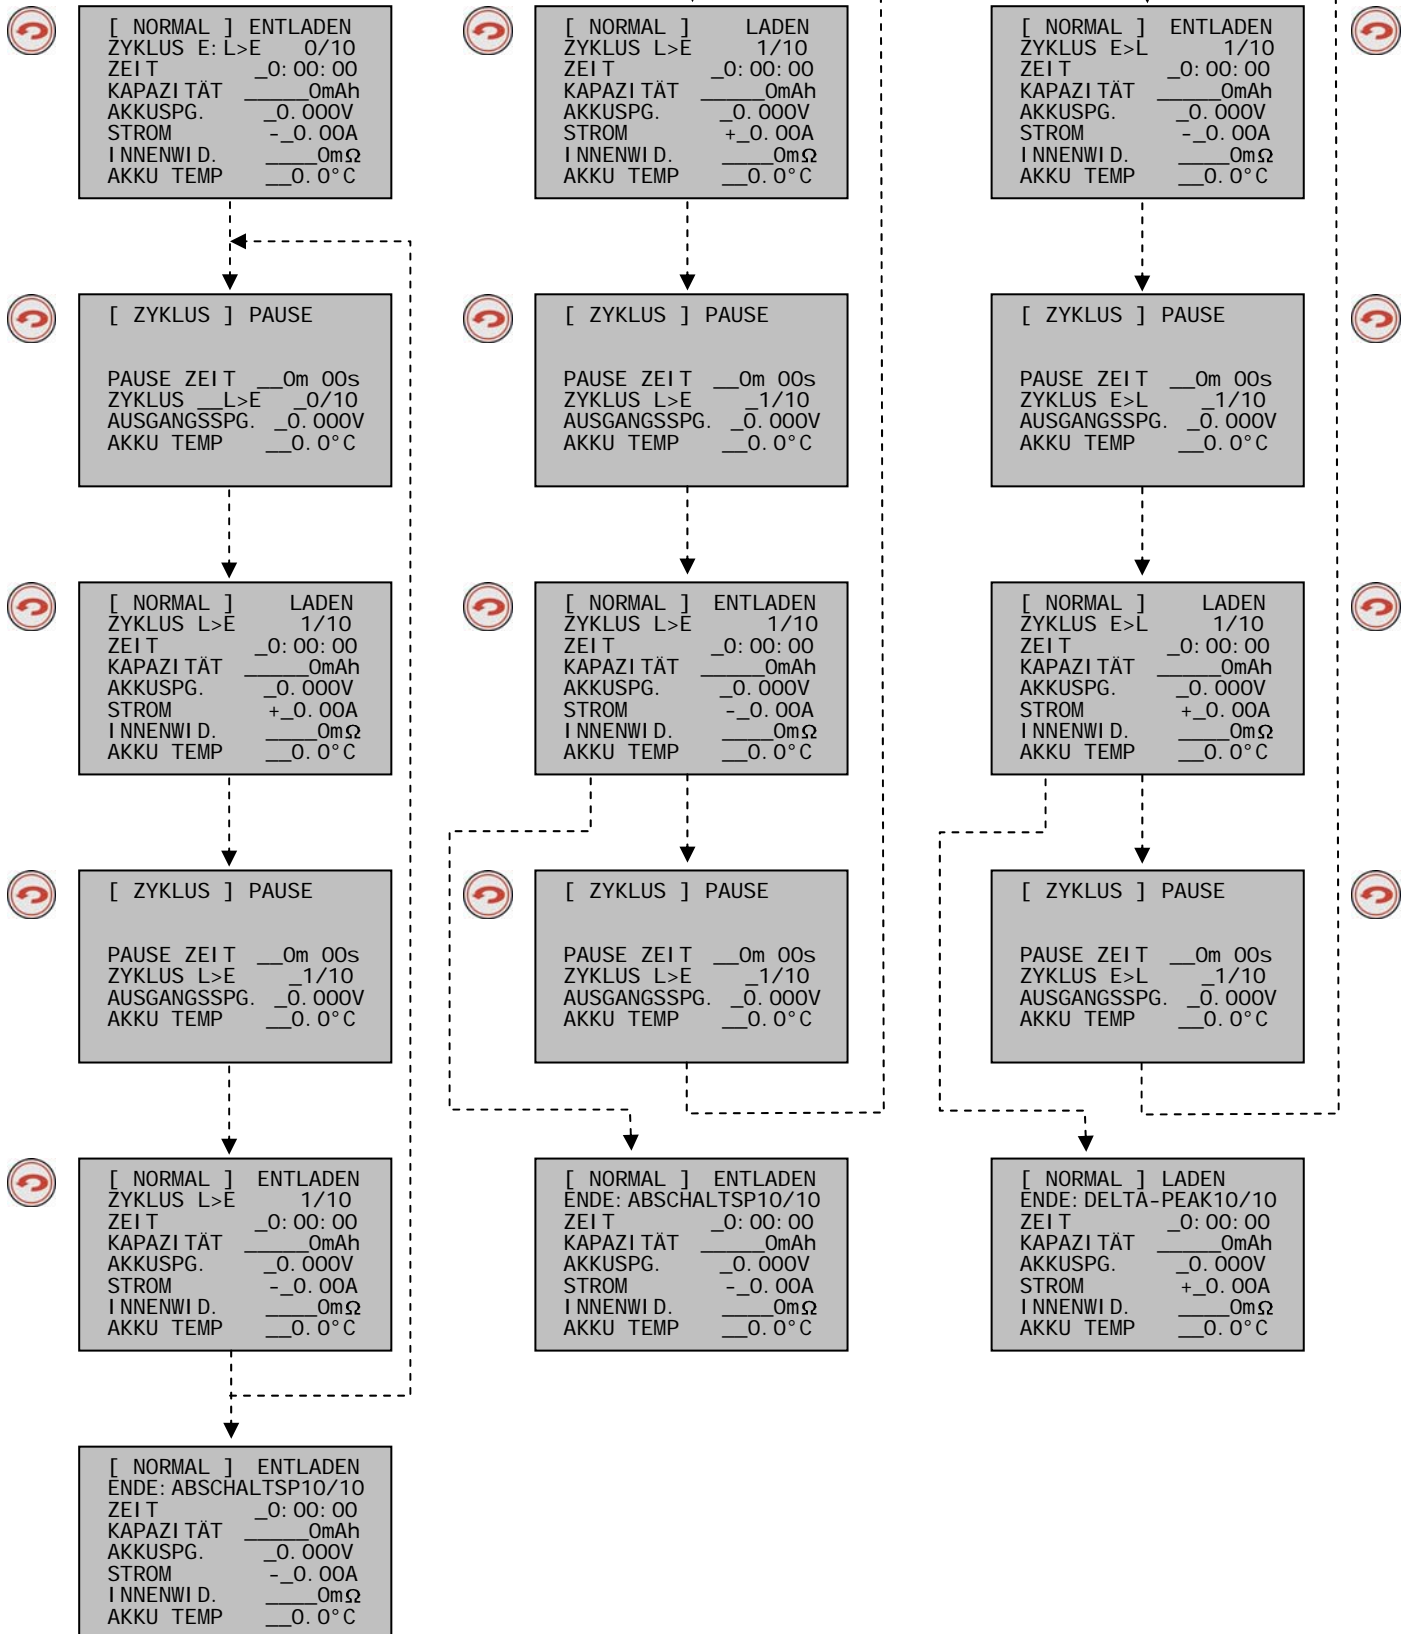 [ NORMAL ] ENTLADEN
ZYKLUS E:L>E 0/10
ZEIT _0:00:00
KAPAZITÄT _____0mAh
AKKUSPG. _0.000V
STROM -_0.00A
INNENWID. ____0mΩ
AKKU TEMP __0.0°C
[ ZYKLUS ] PAUSE
PAUSE ZEIT __0m 00s
ZYKLUS __L>E _0/10
AUSGANGSSPG. _0.000V
AKKU TEMP __0.0°C
[ NORMAL ] LADEN
ZYKLUS L>E 1/10
ZEIT _0:00:00
KAPAZITÄT _____0mAh
AKKUSPG. _0.000V
STROM +_0.00A
INNENWID. ____0mΩ
AKKU TEMP __0.0°C
[ ZYKLUS ] PAUSE
PAUSE ZEIT __0m 00s
ZYKLUS L>E _1/10
AUSGANGSSPG. _0.000V
AKKU TEMP __0.0°C
[ NORMAL ] ENTLADEN
ZYKLUS L>E 1/10
ZEIT _0:00:00
KAPAZITÄT _____0mAh
AKKUSPG. _0.000V
STROM -_0.00A
INNENWID. ____0mΩ
AKKU TEMP __0.0°C
[ NORMAL ] ENTLADEN
ENDE:ABSCHALTSP10/10
ZEIT _0:00:00
KAPAZITÄT _____0mAh
AKKUSPG. _0.000V
STROM -_0.00A
INNENWID. ____0mΩ
AKKU TEMP __0.0°C
[ NORMAL ] LADEN
ZYKLUS L>E 1/10
ZEIT _0:00:00
KAPAZITÄT _____0mAh
AKKUSPG. _0.000V
STROM +_0.00A
INNENWID. ____0mΩ
AKKU TEMP __0.0°C
[ ZYKLUS ] PAUSE
PAUSE ZEIT __0m 00s
ZYKLUS L>E _1/10
AUSGANGSSPG. _0.000V
AKKU TEMP __0.0°C
[ NORMAL ] ENTLADEN
ZYKLUS L>E 1/10
ZEIT _0:00:00
KAPAZITÄT _____0mAh
AKKUSPG. _0.000V
STROM -_0.00A
INNENWID. ____0mΩ
AKKU TEMP __0.0°C
[ ZYKLUS ] PAUSE
PAUSE ZEIT __0m 00s
ZYKLUS L>E _1/10
AUSGANGSSPG. _0.000V
AKKU TEMP __0.0°C
[ NORMAL ] ENTLADEN
ENDE:ABSCHALTSP10/10
ZEIT _0:00:00
KAPAZITÄT _____0mAh
AKKUSPG. _0.000V
STROM -_0.00A
INNENWID. ____0mΩ
AKKU TEMP __0.0°C
[ NORMAL ] ENTLADEN
ZYKLUS E>L 1/10
ZEIT _0:00:00
KAPAZITÄT _____0mAh
AKKUSPG. _0.000V
STROM -_0.00A
INNENWID. ____0mΩ
AKKU TEMP __0.0°C
[ ZYKLUS ] PAUSE
PAUSE ZEIT __0m 00s
ZYKLUS E>L _1/10
AUSGANGSSPG. _0.000V
AKKU TEMP __0.0°C
[ NORMAL ] LADEN
ZYKLUS E>L 1/10
ZEIT _0:00:00
KAPAZITÄT _____0mAh
AKKUSPG. _0.000V
STROM +_0.00A
INNENWID. ____0mΩ
AKKU TEMP __0.0°C
[ ZYKLUS ] PAUSE
PAUSE ZEIT __0m 00s
ZYKLUS E>L _1/10
AUSGANGSSPG. _0.000V
AKKU TEMP __0.0°C
[ NORMAL ] LADEN
ENDE:DELTA-PEAK10/10
ZEIT _0:00:00
KAPAZITÄT _____0mAh
AKKUSPG. _0.000V
STROM +_0.00A
INNENWID. ____0mΩ
AKKU TEMP __0.0°C